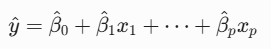 ŷ = β̂₀ + β̂₁x₁ + ⋯ + β̂ₚxₚ